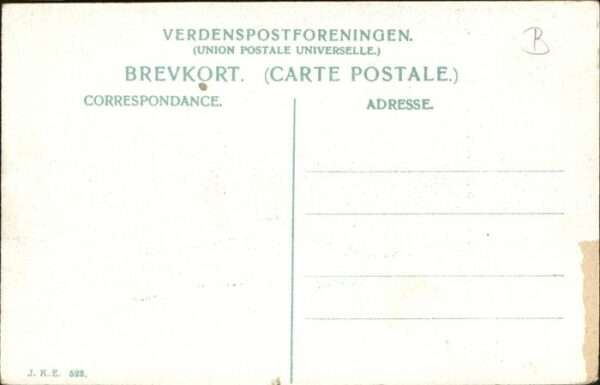 VERDENSPOSTFORENINGEN.
(UNION POSTALE UNIVERSELLE.)
BREVKORT. (CARTE POSTALE.)
CORRESPONDANCE. ADRESSE.
B
J. K. E. 523.